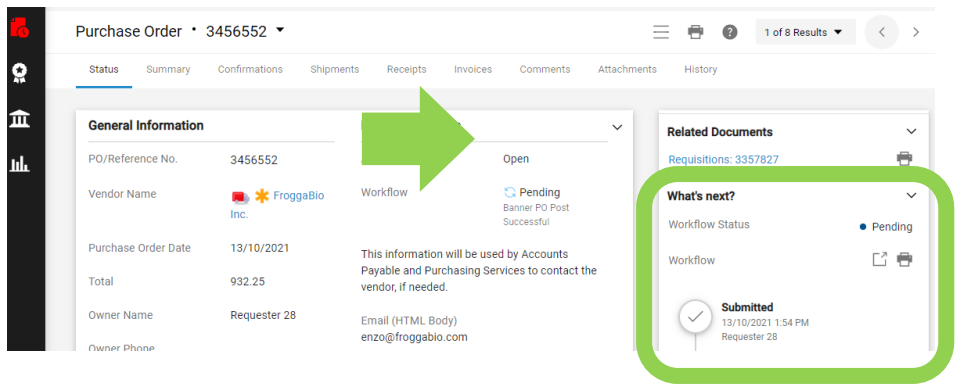 Purchase Order • 3456552
1 of 8 Results
Status Summary Confirmations Shipments Receipts Invoices Comments Attachments History
General Information
PO/Reference No. 3456552
Vendor Name FroggaBio
Inc.
Purchase Order Date 13/10/2021
Total 932.25
Owner Name Requester 28
Owner Phone
Open
Workflow Pending
Banner PO Post
Successful
This information will be used by Accounts
Payable and Purchasing Services to contact the
vendor, if needed.
Email (HTML Body)
enzo@froggabio.com
Related Documents
Requisitions: 3357827
What's next?
Workflow Status Pending
Workflow
Submitted
13/10/2021 1:54 PM
Requester 28